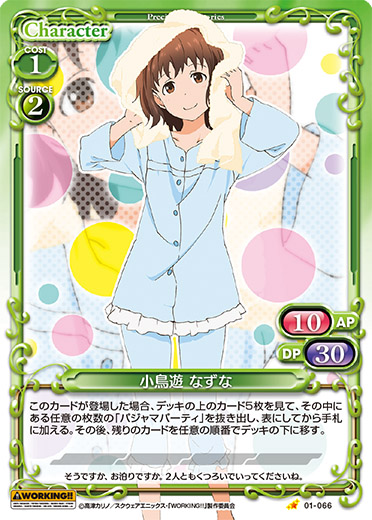 Precious Memories
Character
COST
1
SOURCE
2
10 AP
DP 30
小鳥遊 なずな
このカードが登場した場合、デッキの上のカード5枚を見て、その中に
ある任意の枚数の「パジャマパーティ」を抜き出し、表にしてから手札
に加える。その後、残りのカードを任意の順番でデッキの下に移す。
そうですか、お泊りですか。2人ともくつろいでいってくださいね。
WORKING!!
©高津カリノ/スクウェアエニックス・「WORKING!!」製作委員会
01-066